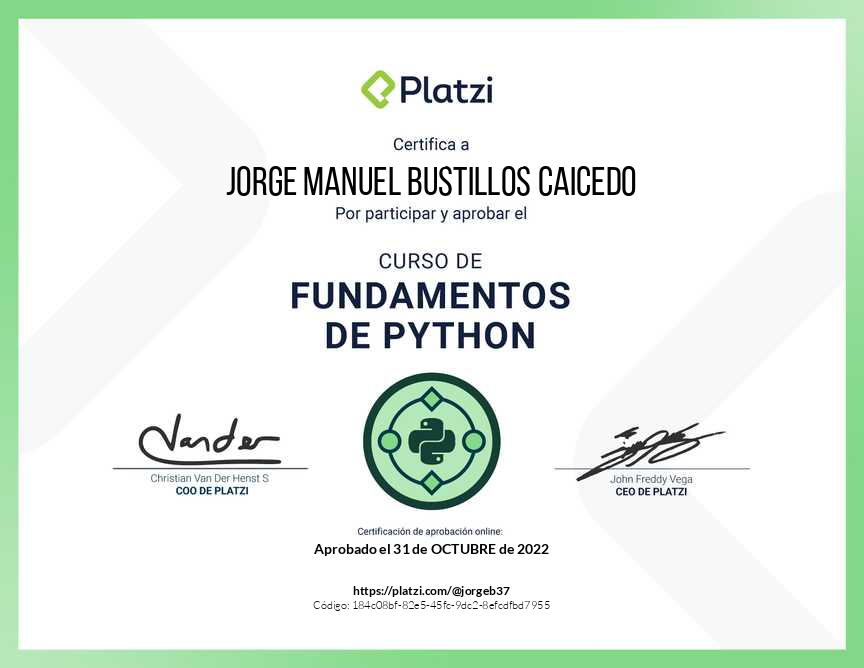 Platzi
Certifica a
JORGE MANUEL BUSTILLOS CAICEDO
Por participar y aprobar el
CURSO DE
FUNDAMENTOS
DE PYTHON
Vander
Christian Van Der Henst S
COO DE PLATZI
John Freddy Vega
CEO DE PLATZI
Certificación de aprobación online:
Aprobado el 31 de OCTUBRE de 2022
https://platzi.com/@jorgeb37
Código: 184c08bf-82e5-45fc-9dc2-8efcdfbd7955